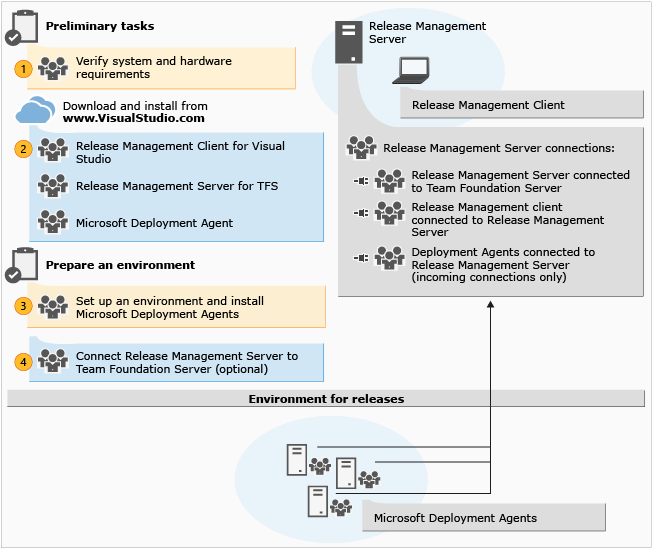 Preliminary tasks
1
Verify system and hardware
requirements
Download and install from
www.VisualStudio.com
2
Release Management Client for Visual
Studio
Release Management Server for TFS
Microsoft Deployment Agent
Prepare an environment
3
Set up an environment and install
Microsoft Deployment Agents
4
Connect Release Management Server to
Team Foundation Server (optional)
Release Management
Server
Release Management Client
Release Management Server connections:
Release Management Server connected
to Team Foundation Server
Release Management client
connected to Release Management
Server
Deployment Agents connected to
Release Management Server
(incoming connections only)
Environment for releases
Microsoft Deployment Agents